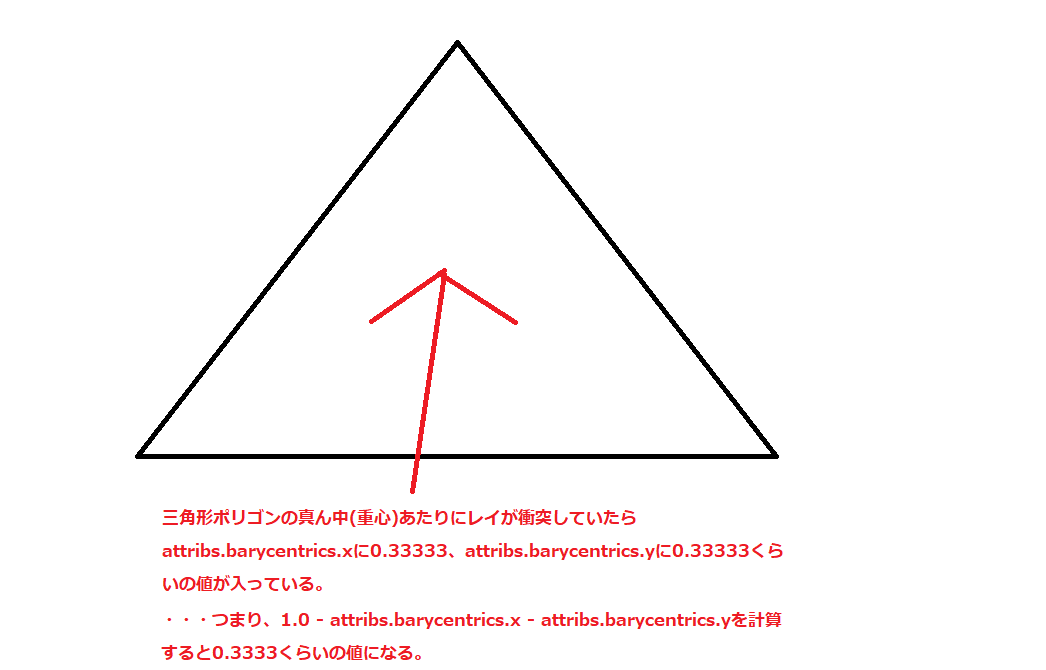 三角形ポリゴンの真ん中(重心)あたりにレイが衝突していたら
attribs.barycentrics.xに0.33333、attribs.barycentrics.yに0.33333くら
いの値が入っている。
・・・つまり、1.0 - attribs.barycentrics.x - attribs.barycentrics.yを計算
すると0.3333くらいの値になる。